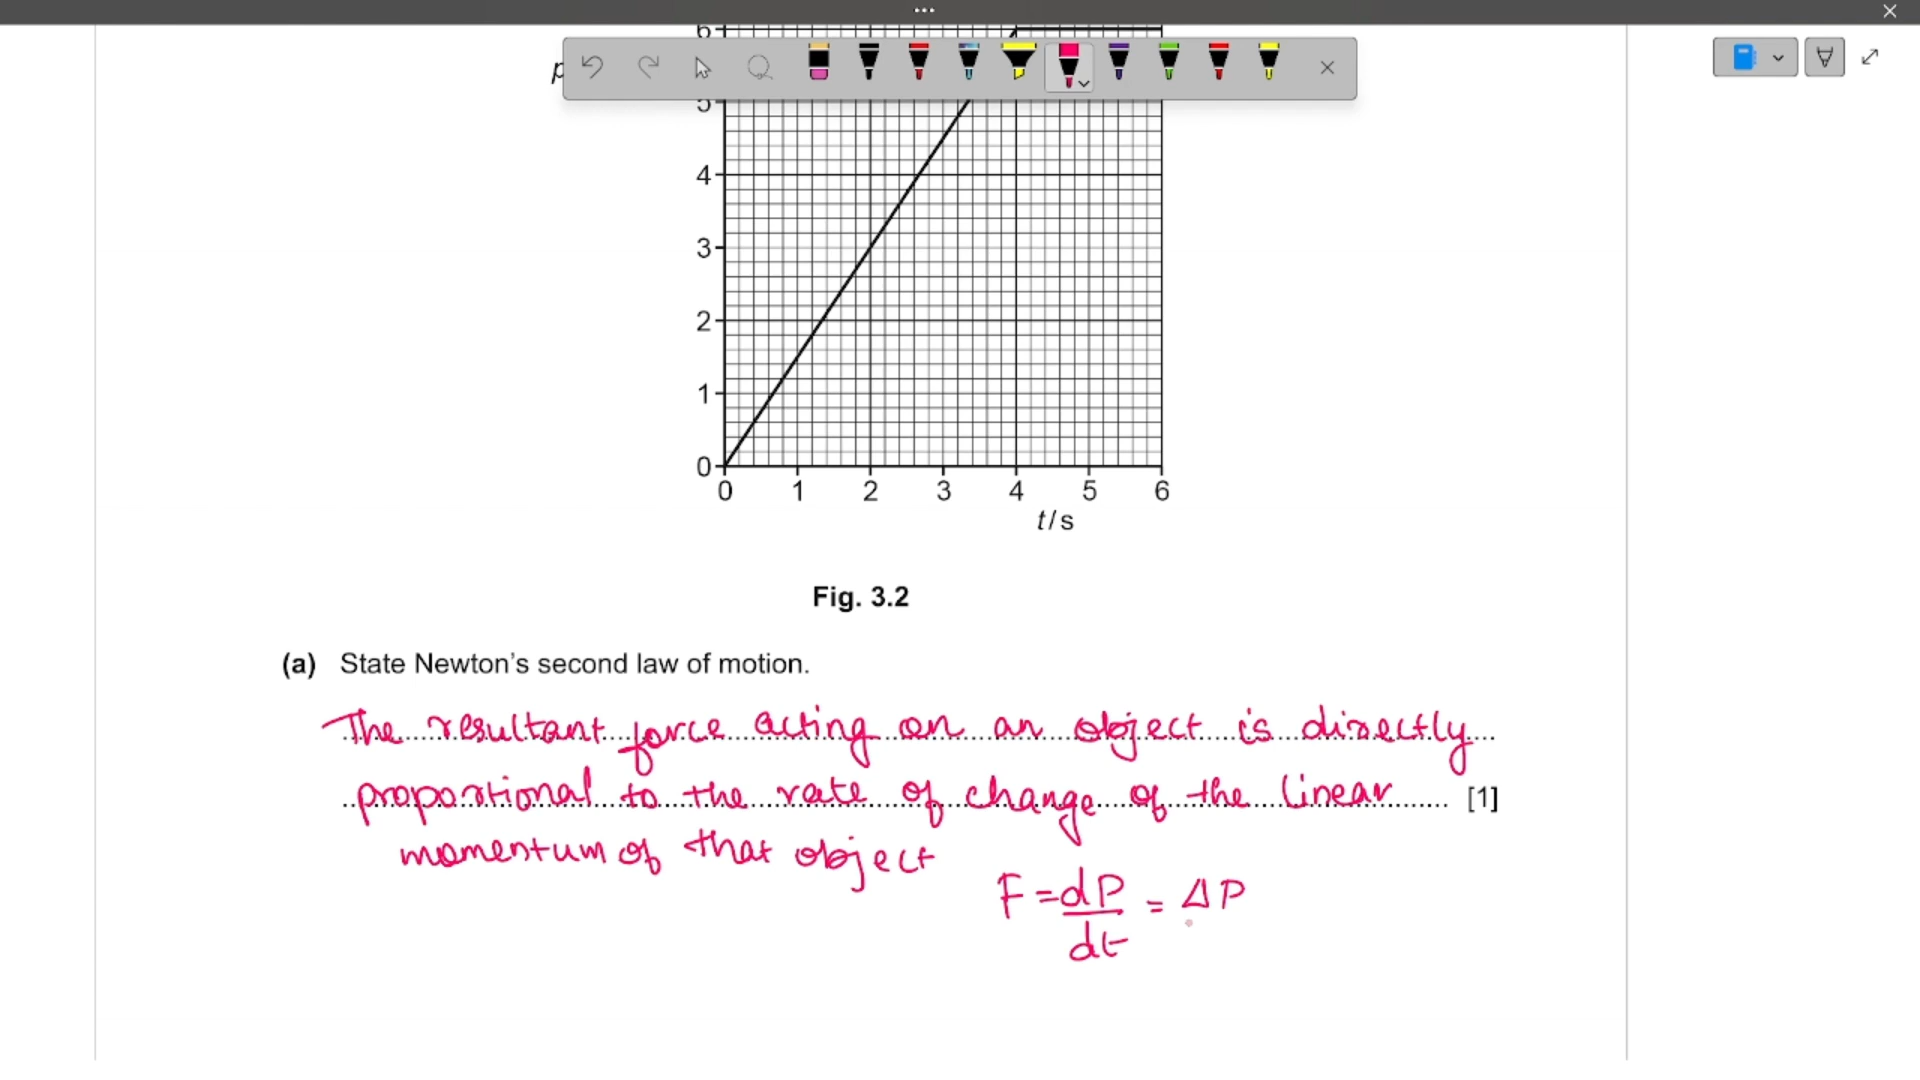 6
p
5
4
3
2
1
0
0 1 2 3 4 5 6
t/s
Fig. 3.2
(a) State Newton's second law of motion.
The resultant force acting on an object is directly
proportional to the rate of change of the linear [1]
momentum of that object
F = dP = ΔP
dt